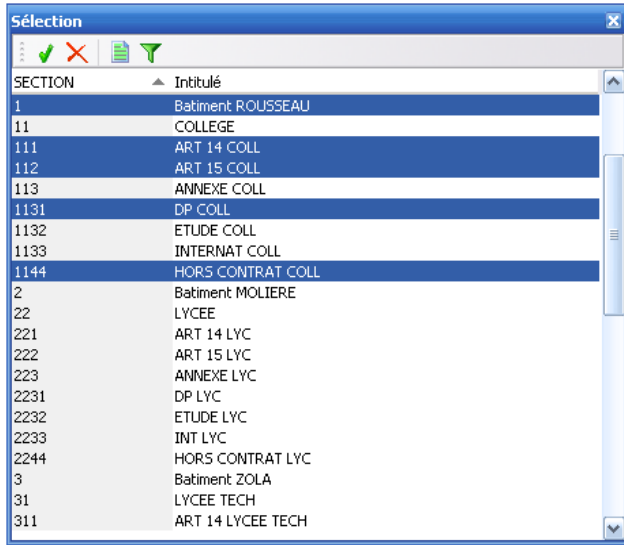 Sélection
SECTION Intitulé
1 Batiment ROUSSEAU
11 COLLEGE
111 ART 14 COLL
112 ART 15 COLL
113 ANNEXE COLL
1131 DP COLL
1132 ETUDE COLL
1133 INTERNAT COLL
1144 HORS CONTRAT COLL
2 Batiment MOLIERE
22 LYCEE
221 ART 14 LYC
222 ART 15 LYC
223 ANNEXE LYC
2231 DP LYC
2232 ETUDE LYC
2233 INT LYC
2244 HORS CONTRAT LYC
3 Batiment ZOLA
31 LYCEE TECH
311 ART 14 LYCEE TECH